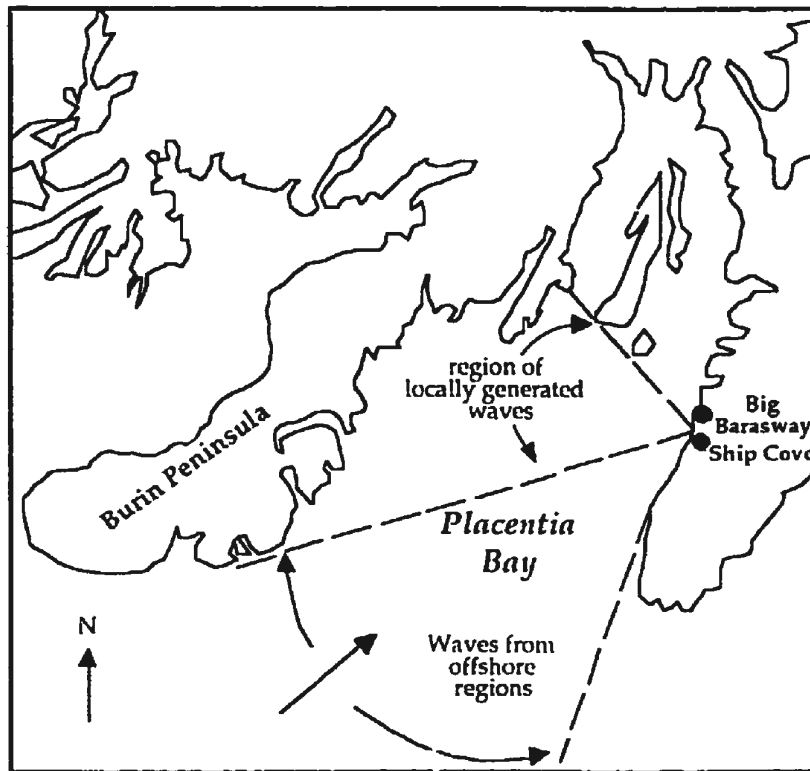 region of
locally generated
waves
Big
Barasway
Ship Cove
Burin Peninsula
Placentia
Bay
N
Waves from
offshore
regions